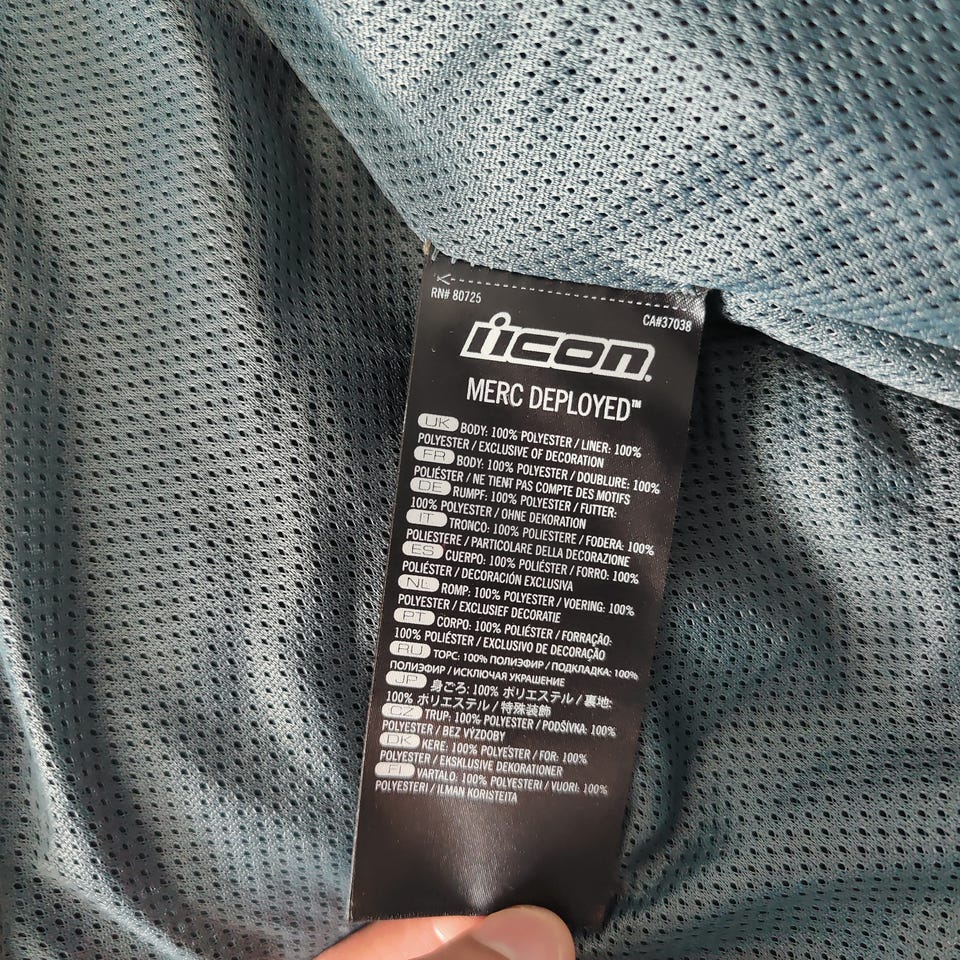 RN# 80725
CA#37038
icon.
MERC DEPLOYED™
UK BODY: 100% POLYESTER / LINER: 100%
POLYESTER / EXCLUSIVE OF DECORATION
FR BODY: 100% POLYESTER / DOUBLURE: 100%
POLIÉSTER / NE TIENT PAS COMPTE DES MOTIFS
DE RUMPF: 100% POLYESTER / FUTTER:
100% POLYESTER / OHNE DEKORATION
IT TRONCO: 100% POLIESTERE / FODERA: 100%
POLIESTERE / PARTICOLARE DELLA DECORAZIONE
ES CUERPO: 100% POLIÉSTER / FORRO: 100%
POLIÉSTER / DECORACIÓN EXCLUSIVA
NL ROMP: 100% POLYESTER / VOERING: 100%
POLYESTER / EXCLUSIEF DECORATIE
PT CORPO: 100% POLIÉSTER / FORRAÇÃO:
100% POLIÉSTER / EXCLUSIVO DE DECORAÇÃO
RU ТОРС: 100% ПОЛИЭФИР / ПОДКЛАДКА: 100%
ПОЛИЭФИР / ИСКЛЮЧАЯ УКРАШЕНИЕ
JP 身ごろ: 100% ポリエステル / 裏地:
100% ポリエステル / 特殊装飾
CZ TRUP: 100% POLYESTER / PODŠÍVKA: 100%
POLYESTER / BEZ VÝZDOBY
DK KERE: 100% POLYESTER / FOR: 100%
POLYESTER / EKSKLUSIVE DEKORATIONER
FI VARTALO: 100% POLYESTERI / VUORI: 100%
POLYESTERI / ILMAN KORISTEITA